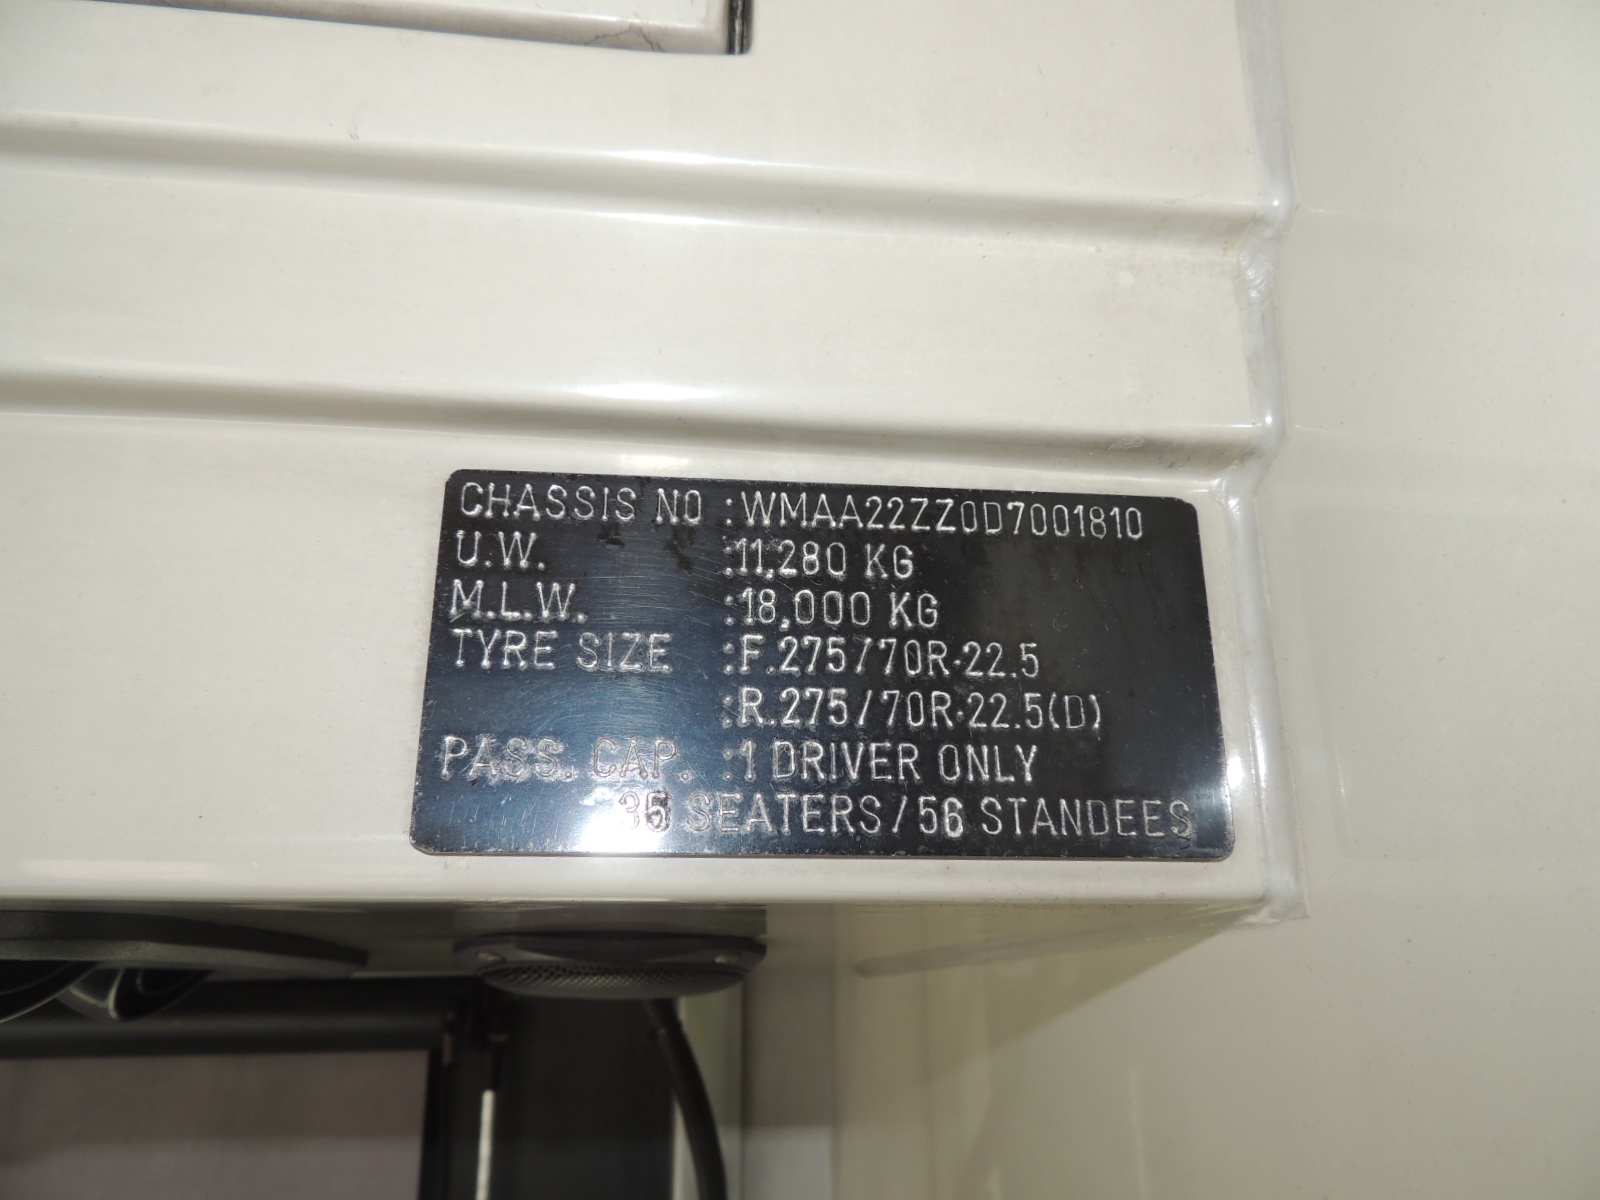 CHASSIS NO :WMAA22ZZ0D7001810
U.W. :11,280 KG
M.L.W. :18,000 KG
TYRE SIZE :F.275/70R.22.5
:R.275/70R.22.5(D)
PASS. CAP. :1 DRIVER ONLY
35 SEATERS/56 STANDEES